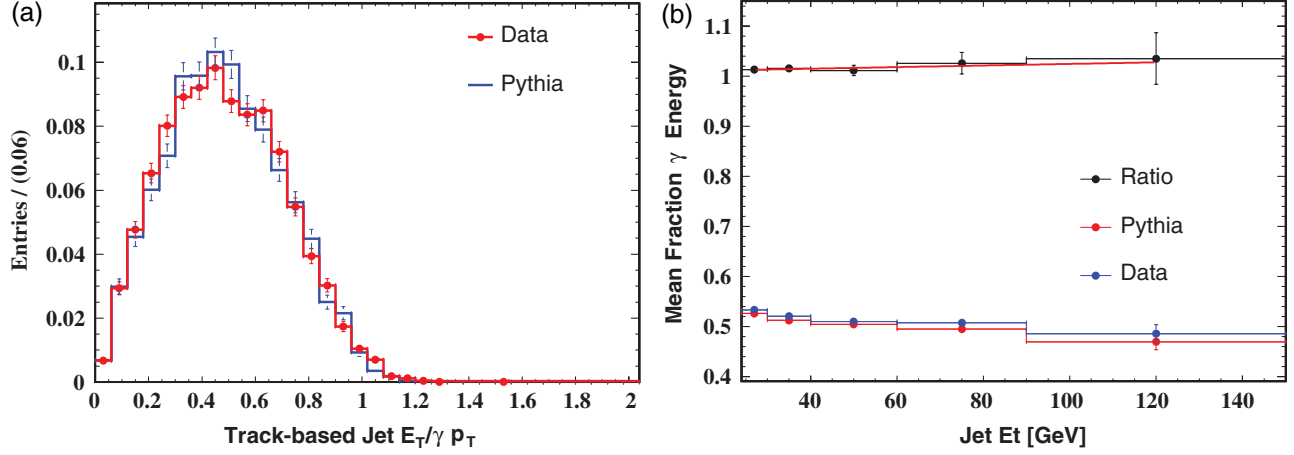 (a)
Data
Pythia
Entries / (0.06)
0.1
0.08
0.06
0.04
0.02
0
0 0.2 0.4 0.6 0.8 1 1.2 1.4 1.6 1.8 2
Track-based Jet E_T/γ p_T
(b)
Mean Fraction γ Energy
1.1
1
0.9
0.8
0.7
0.6
0.5
0.4
Ratio
Pythia
Data
40 60 80 100 120 140
Jet Et [GeV]